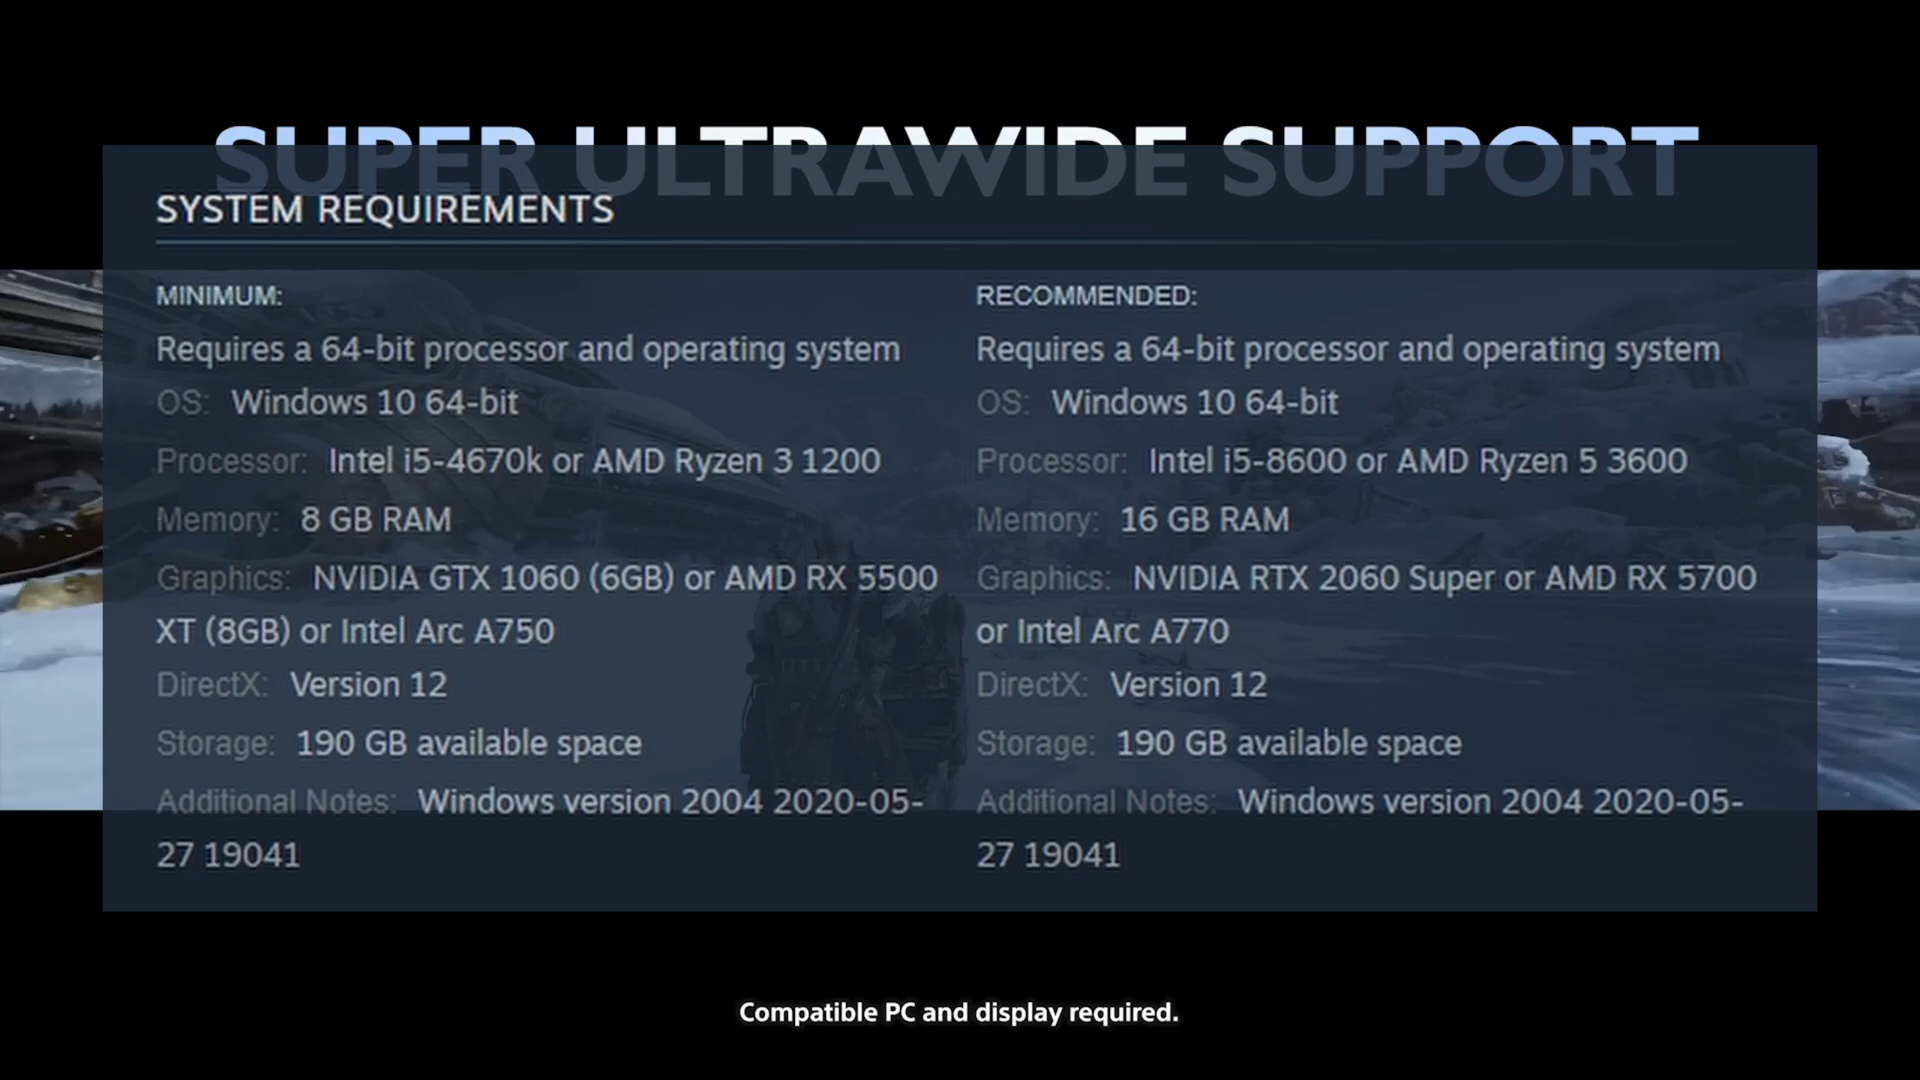 SUPER ULTRAWIDE SUPPORT
SYSTEM REQUIREMENTS
MINIMUM:
Requires a 64-bit processor and operating system
OS: Windows 10 64-bit
Processor: Intel i5-4670k or AMD Ryzen 3 1200
Memory: 8 GB RAM
Graphics: NVIDIA GTX 1060 (6GB) or AMD RX 5500
XT (8GB) or Intel Arc A750
DirectX: Version 12
Storage: 190 GB available space
Additional Notes: Windows version 2004 2020-05-
27 19041
RECOMMENDED:
Requires a 64-bit processor and operating system
OS: Windows 10 64-bit
Processor: Intel i5-8600 or AMD Ryzen 5 3600
Memory: 16 GB RAM
Graphics: NVIDIA RTX 2060 Super or AMD RX 5700
or Intel Arc A770
DirectX: Version 12
Storage: 190 GB available space
Additional Notes: Windows version 2004 2020-05-
27 19041
Compatible PC and display required.